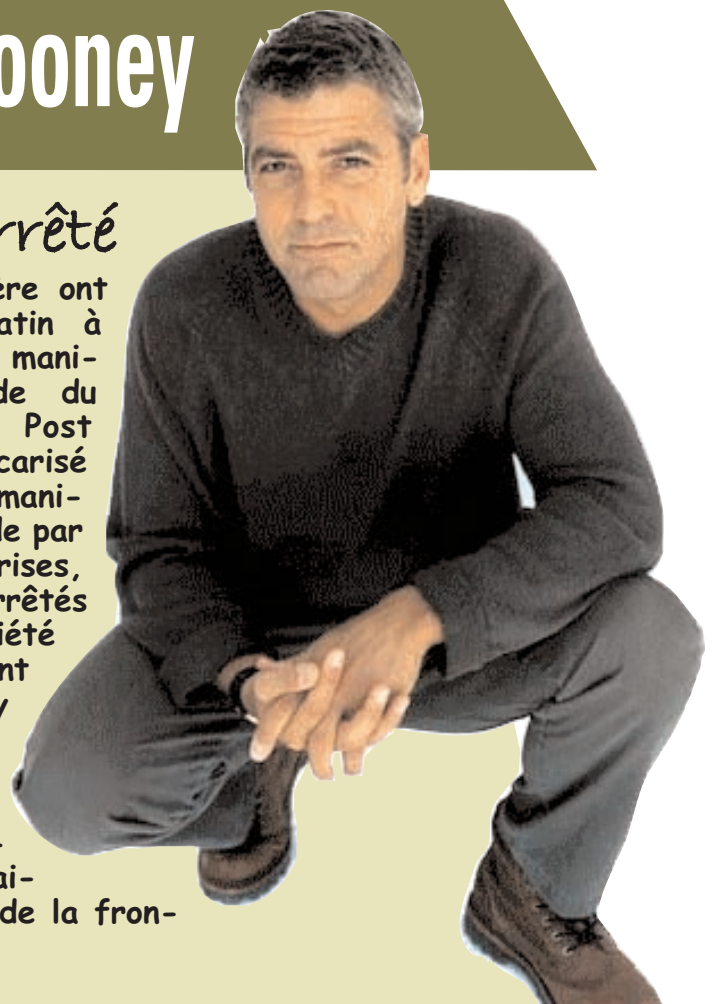 ooney
rrêté
ère ont
atin à
mani-
de du
Post
carisé
mani-
le par
rises,
rrêtés
iété
nt
y
ai-
de la fron-